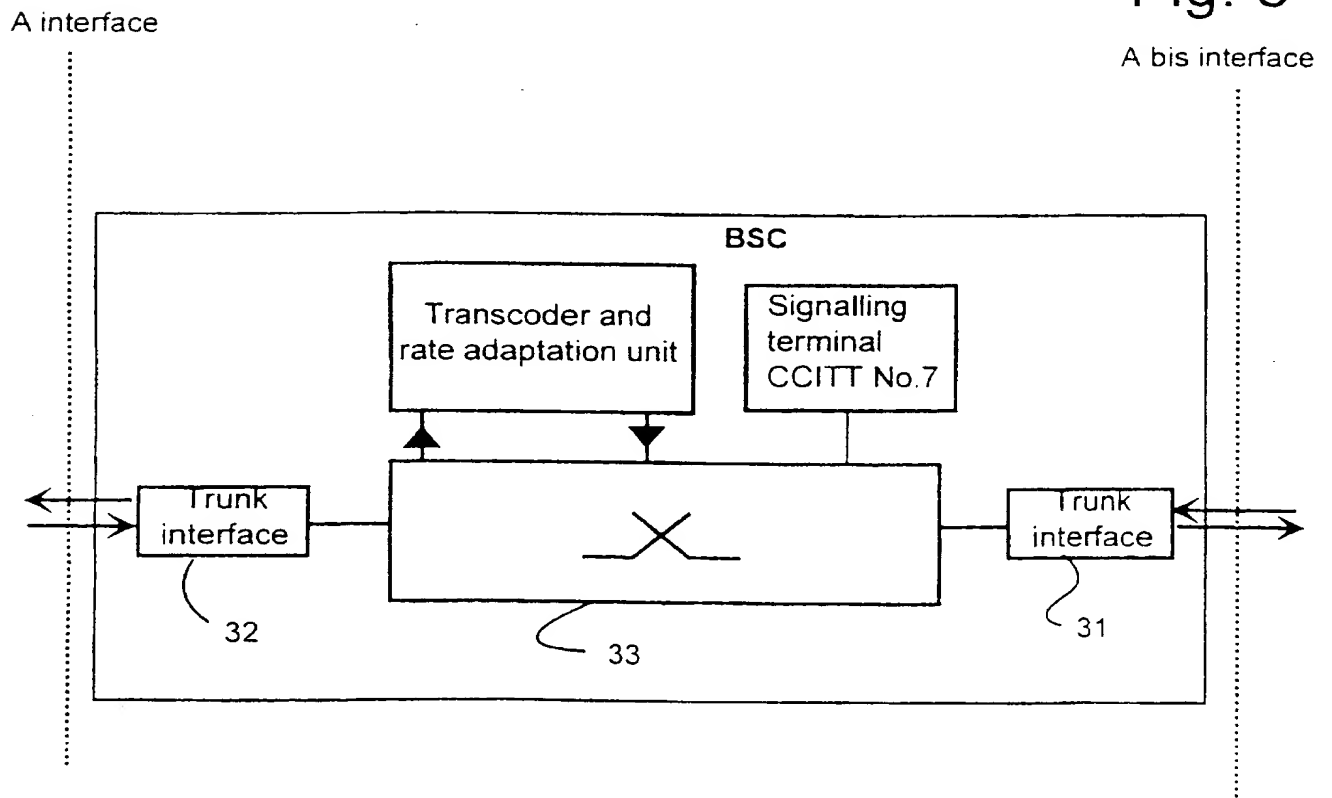 A interface
A bis interface
BSC
Transcoder and
rate adaptation unit
Signalling
terminal
CCITT No.7
Trunk
interface
Trunk
interface
32
33
31